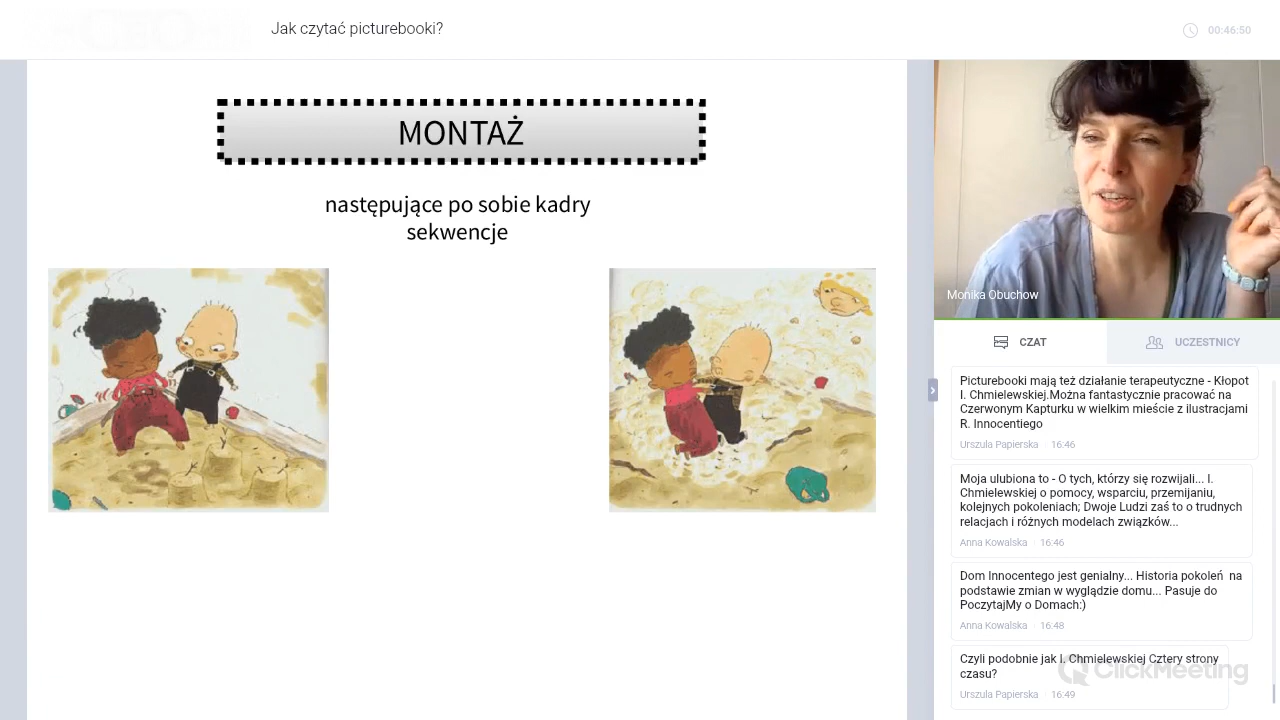 Jak czytać picturebooki?
00:46:50
MONTAŻ
następujące po sobie kadry
sekwencje
Monika Obuchow
CZAT
UCZESTNICY
Picturebooki mają też działanie terapeutyczne - Kłopot
I. Chmielewskiej.Można fantastycznie pracować na
Czerwonym Kapturku w wielkim mieście z ilustracjami
R. Innocentiego
Urszula Papierska · 16:46
Moja ulubiona to - O tych, którzy się rozwijali... I.
Chmielewskiej o pomocy, wsparciu, przemijaniu,
kolejnych pokoleniach; Dwoje Ludzi zaś to o trudnych
relacjach i różnych modelach związków...
Anna Kowalska · 16:46
Dom Innocentego jest genialny... Historia pokoleń  na
podstawie zmian w wyglądzie domu... Pasuje do
PoczytajMy o Domach:)
Anna Kowalska · 16:48
Czyli podobnie jak I. Chmielewskiej Cztery strony
czasu?
Urszula Papierska · 16:49
ClickMeeting